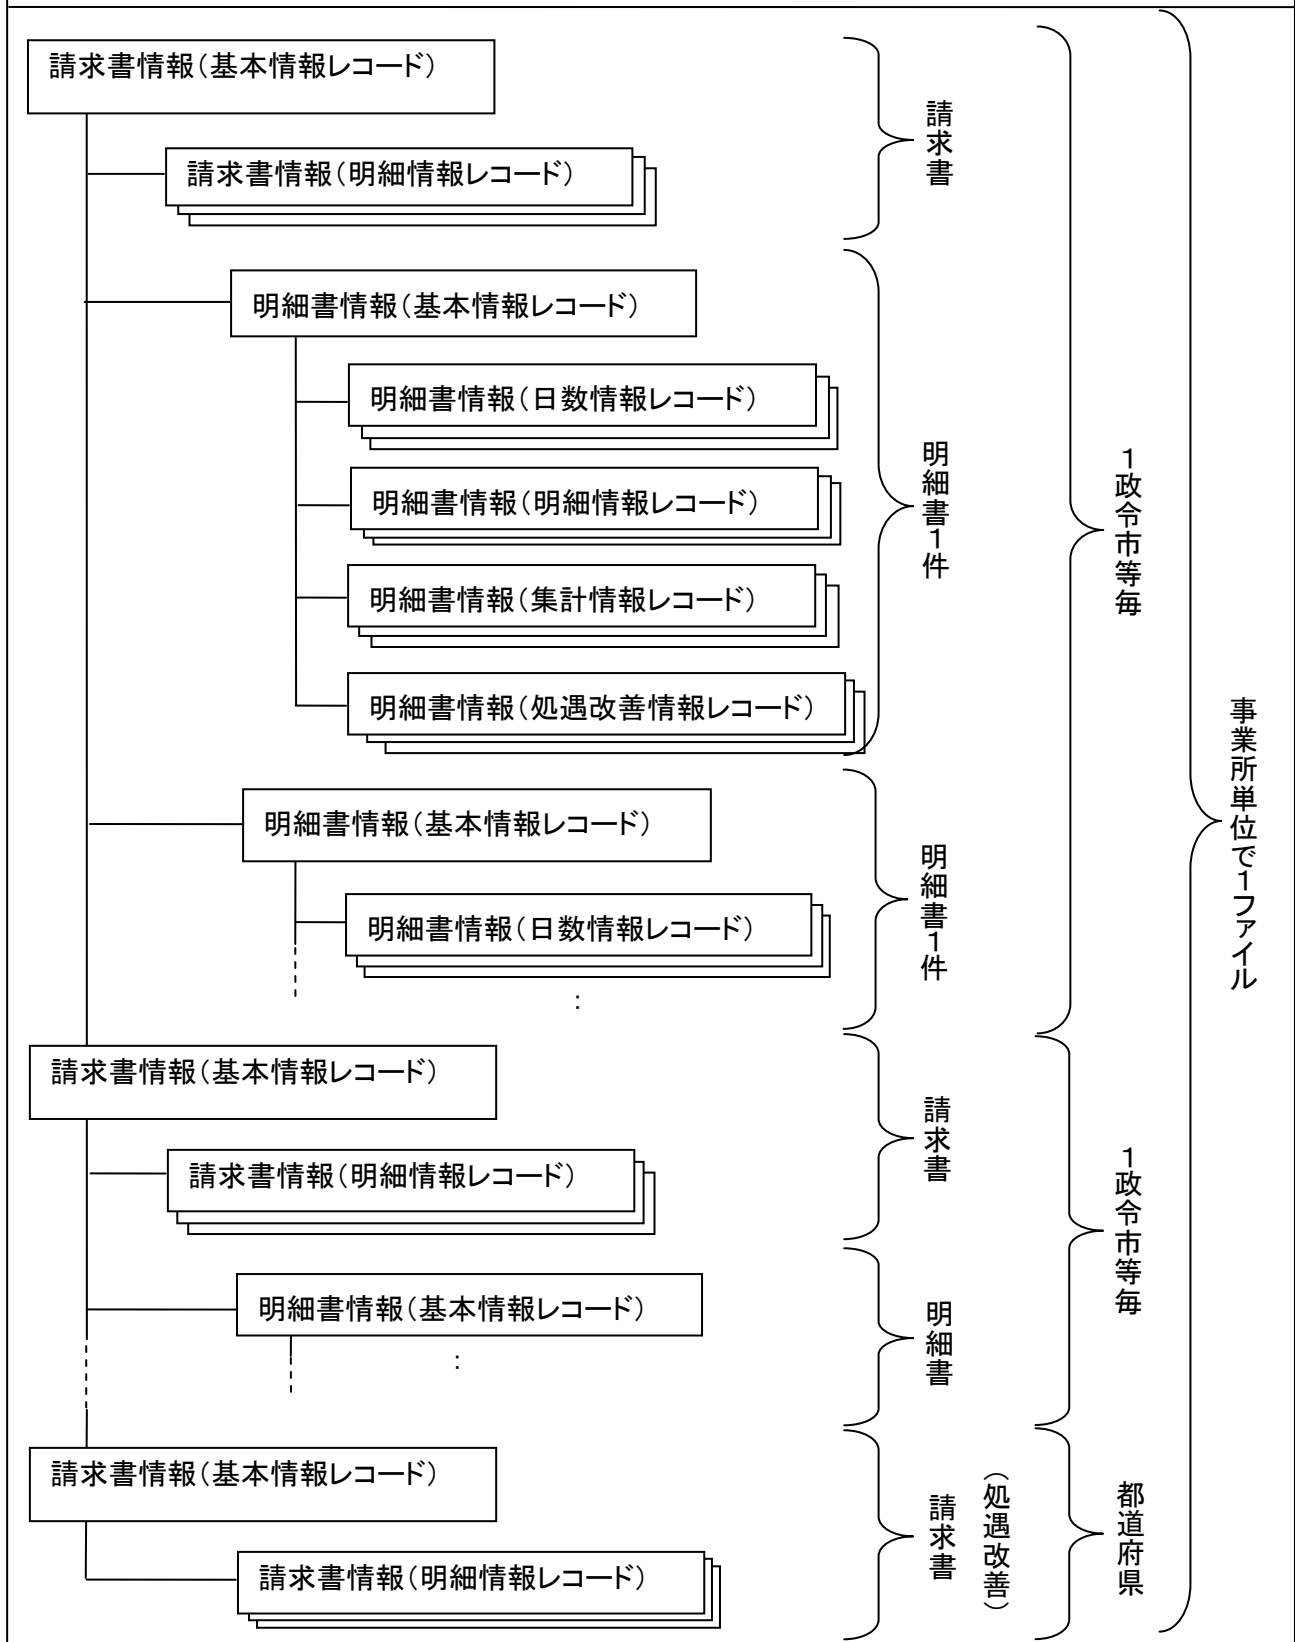 請求書情報（基本情報レコード）
請求書情報（明細情報レコード）
請求書
明細書情報（基本情報レコード）
明細書情報（日数情報レコード）
明細書情報（明細情報レコード）
明細書情報（集計情報レコード）
明細書情報（処遇改善情報レコード）
明細書1件
明細書情報（基本情報レコード）
明細書情報（日数情報レコード）
:
明細書1件
1政令市等毎
請求書情報（基本情報レコード）
請求書情報（明細情報レコード）
請求書
明細書情報（基本情報レコード）
:
明細書
1政令市等毎
請求書情報（基本情報レコード）
請求書情報（明細情報レコード）
請求書
（処遇改善）
都道府県
事業所単位で1ファイル